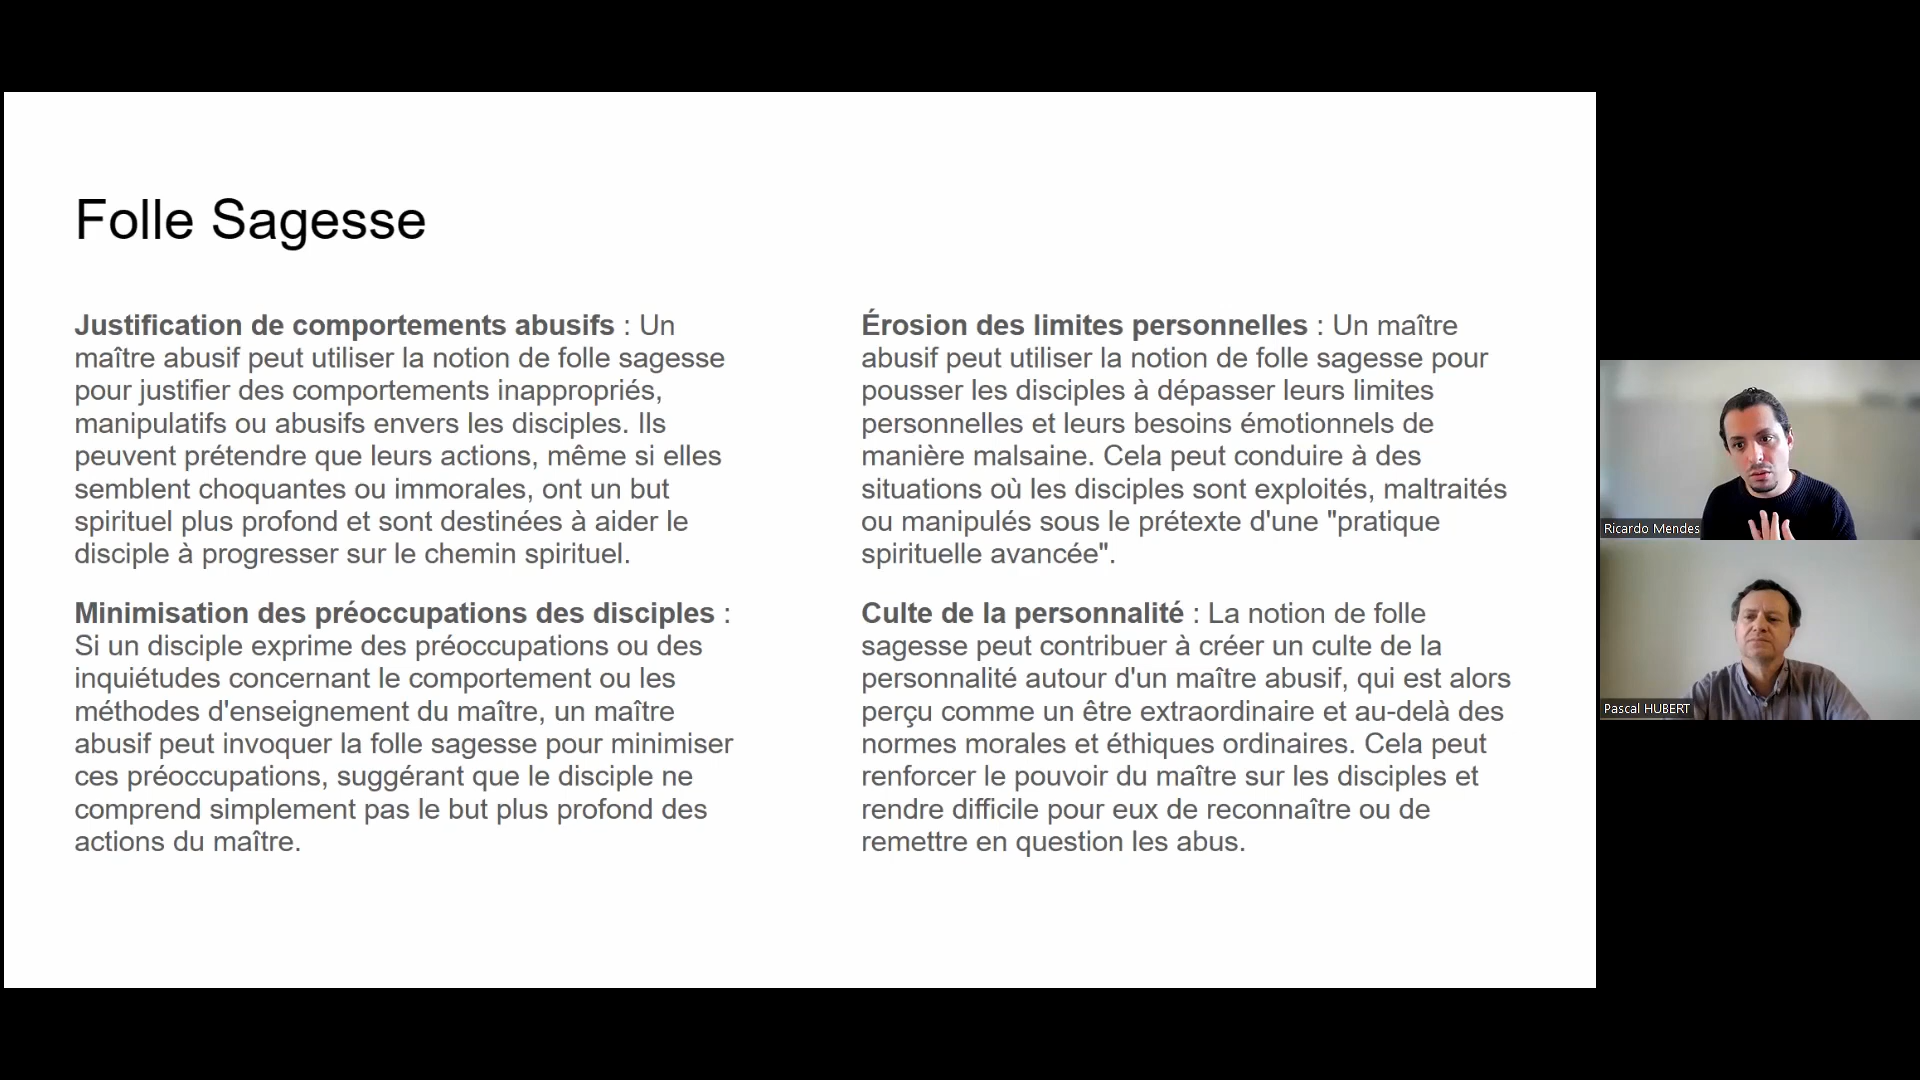 Folle Sagesse
Justification de comportements abusifs : Un
maître abusif peut utiliser la notion de folle sagesse
pour justifier des comportements inappropriés,
manipulatifs ou abusifs envers les disciples. Ils
peuvent prétendre que leurs actions, même si elles
semblent choquantes ou immorales, ont un but
spirituel plus profond et sont destinées à aider le
disciple à progresser sur le chemin spirituel.
Minimisation des préoccupations des disciples :
Si un disciple exprime des préoccupations ou des
inquiétudes concernant le comportement ou les
méthodes d'enseignement du maître, un maître
abusif peut invoquer la folle sagesse pour minimiser
ces préoccupations, suggérant que le disciple ne
comprend simplement pas le but plus profond des
actions du maître.
Érosion des limites personnelles : Un maître
abusif peut utiliser la notion de folle sagesse pour
pousser les disciples à dépasser leurs limites
personnelles et leurs besoins émotionnels de
manière malsaine. Cela peut conduire à des
situations où les disciples sont exploités, maltraités
ou manipulés sous le prétexte d'une "pratique
spirituelle avancée".
Culte de la personnalité : La notion de folle
sagesse peut contribuer à créer un culte de la
personnalité autour d'un maître abusif, qui est alors
perçu comme un être extraordinaire et au-delà des
normes morales et éthiques ordinaires. Cela peut
renforcer le pouvoir du maître sur les disciples et
rendre difficile pour eux de reconnaître ou de
remettre en question les abus.
Ricardo Mendes
Pascal HUBERT